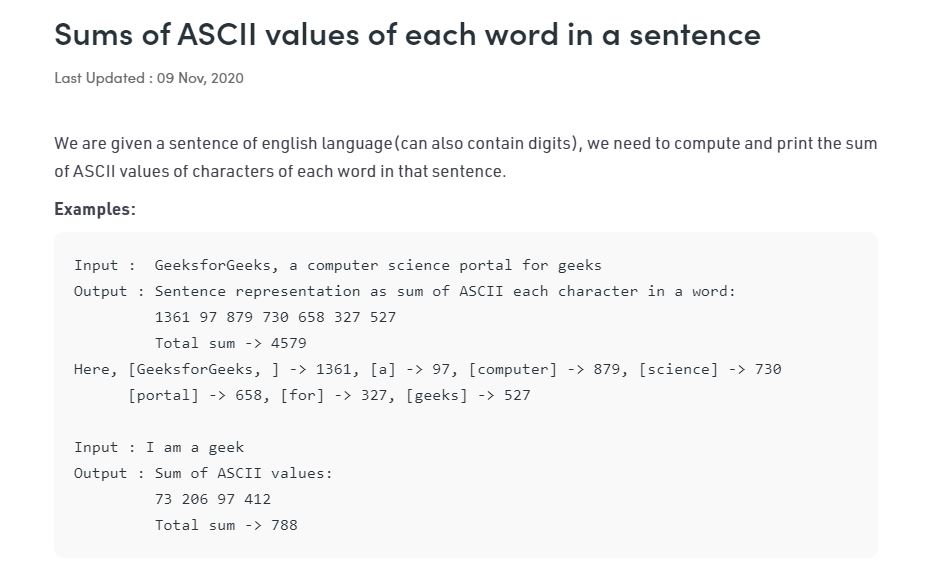 Sums of ASCII values of each word in a sentence
Last Updated : 09 Nov, 2020
We are given a sentence of english language(can also contain digits), we need to compute and print the sum
of ASCII values of characters of each word in that sentence.
Examples:
Input :  GeeksforGeeks, a computer science portal for geeks
Output : Sentence representation as sum of ASCII each character in a word:
         1361 97 879 730 658 327 527
         Total sum -> 4579
Here, [GeeksforGeeks, ] -> 1361, [a] -> 97, [computer] -> 879, [science] -> 730
      [portal] -> 658, [for] -> 327, [geeks] -> 527
Input : I am a geek
Output : Sum of ASCII values:
         73 206 97 412
         Total sum -> 788